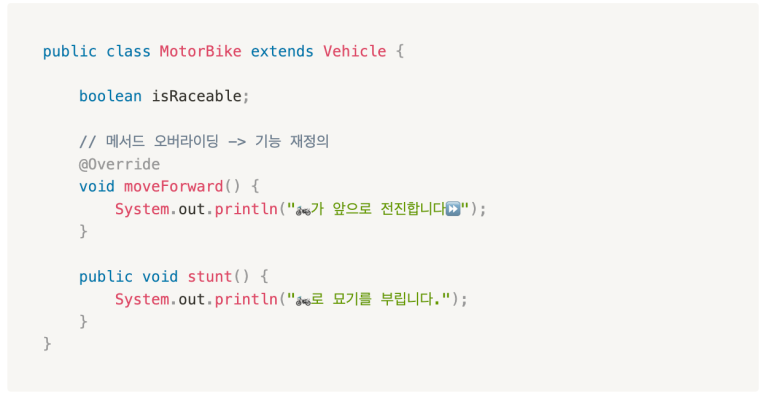 public class MotorBike extends Vehicle {
boolean isRaceable;
// 메서드 오버라이딩 -> 기능 재정의
@Override
void moveForward() {
System.out.println("🏍가 앞으로 전진합니다⏩");
}
public void stunt() {
System.out.println("🏍로 묘기를 부립니다.");
}
}